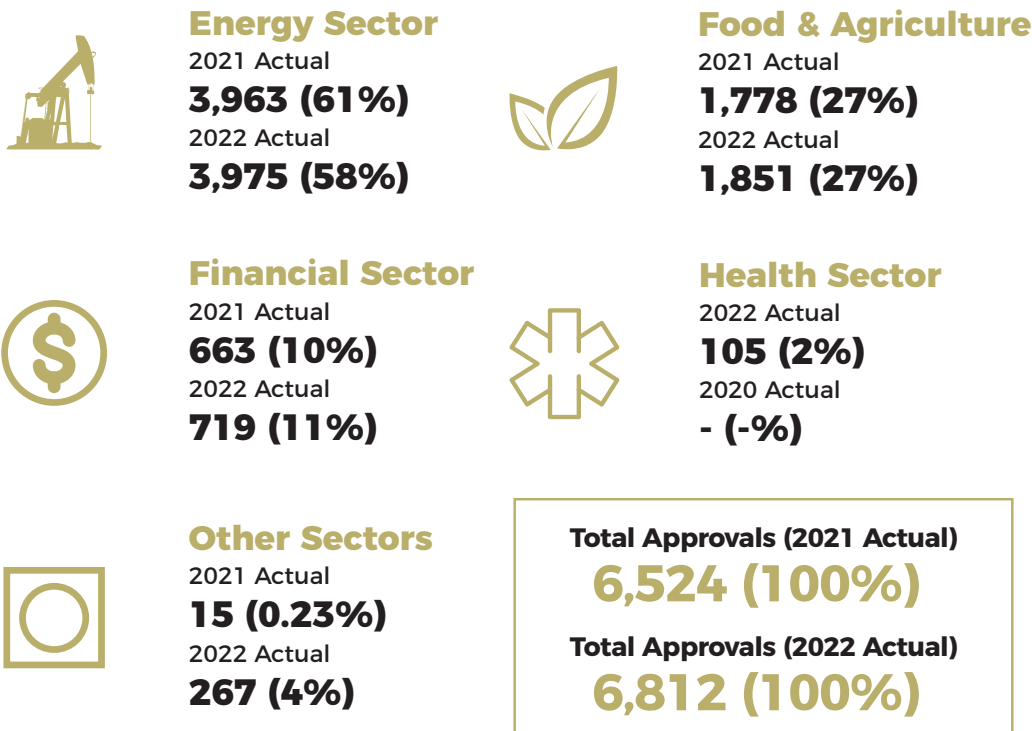 Energy Sector
2021 Actual
3,963 (61%)
2022 Actual
3,975 (58%)
Food & Agriculture
2021 Actual
1,778 (27%)
2022 Actual
1,851 (27%)
Financial Sector
2021 Actual
663 (10%)
2022 Actual
719 (11%)
Health Sector
2022 Actual
105 (2%)
2020 Actual
- (-%)
Other Sectors
2021 Actual
15 (0.23%)
2022 Actual
267 (4%)
Total Approvals (2021 Actual)
6,524 (100%)
Total Approvals (2022 Actual)
6,812 (100%)
$